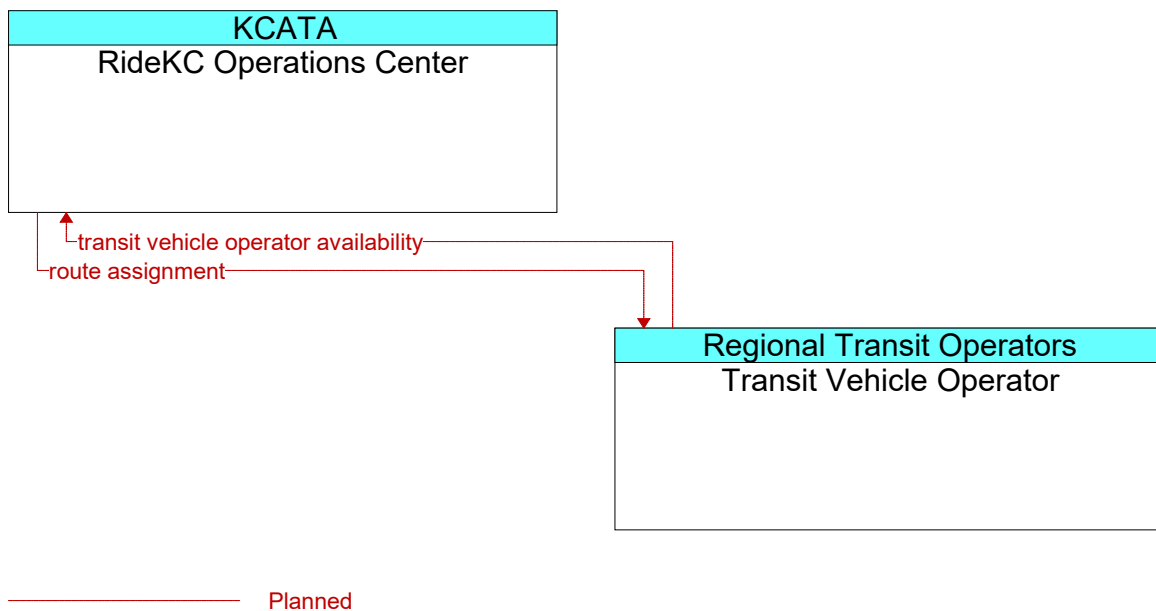 KCATA
RideKC Operations Center
transit vehicle operator availability
route assignment
Regional Transit Operators
Transit Vehicle Operator
Planned